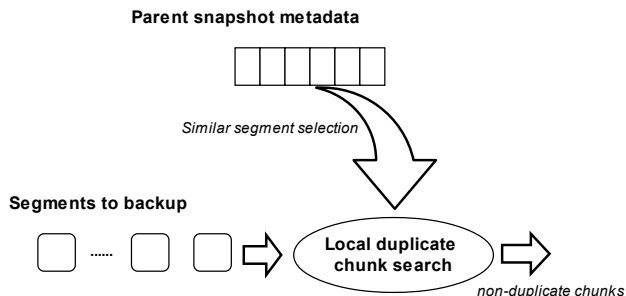 Parent snapshot metadata
Similar segment selection
Segments to backup
......
Local duplicate
chunk search
non-duplicate chunks